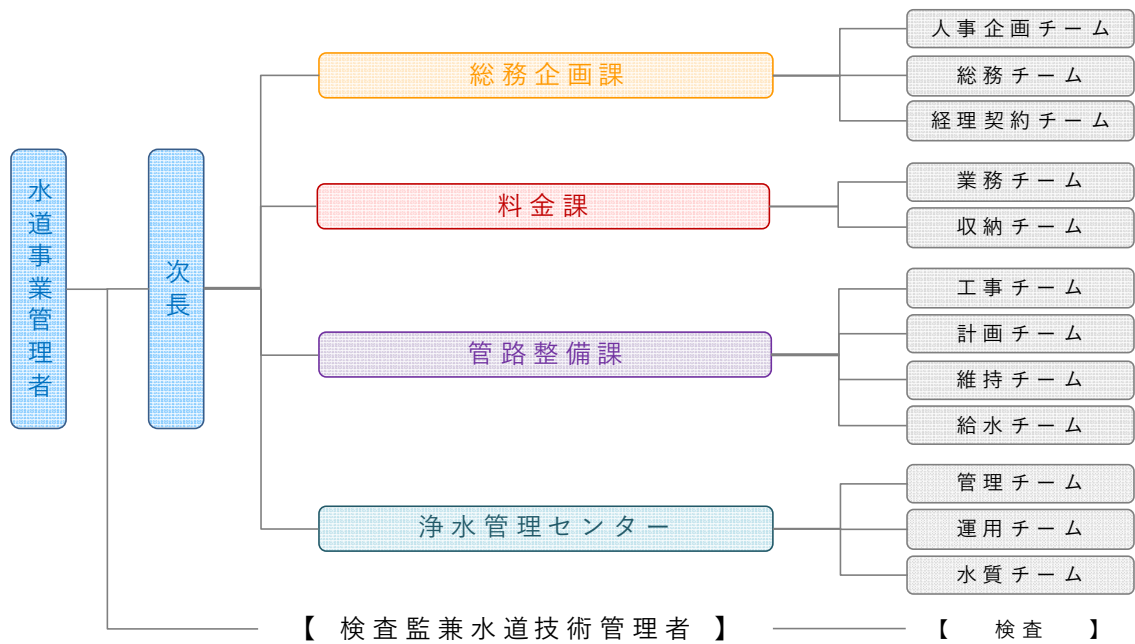 水道事業管理者
次長
総務企画課
人事企画チーム
総務チーム
経理契約チーム
料金課
業務チーム
収納チーム
管路整備課
工事チーム
計画チーム
維持チーム
給水チーム
浄水管理センター
管理チーム
運用チーム
水質チーム
【 検査監兼水道技術管理者 】
【 検査 】